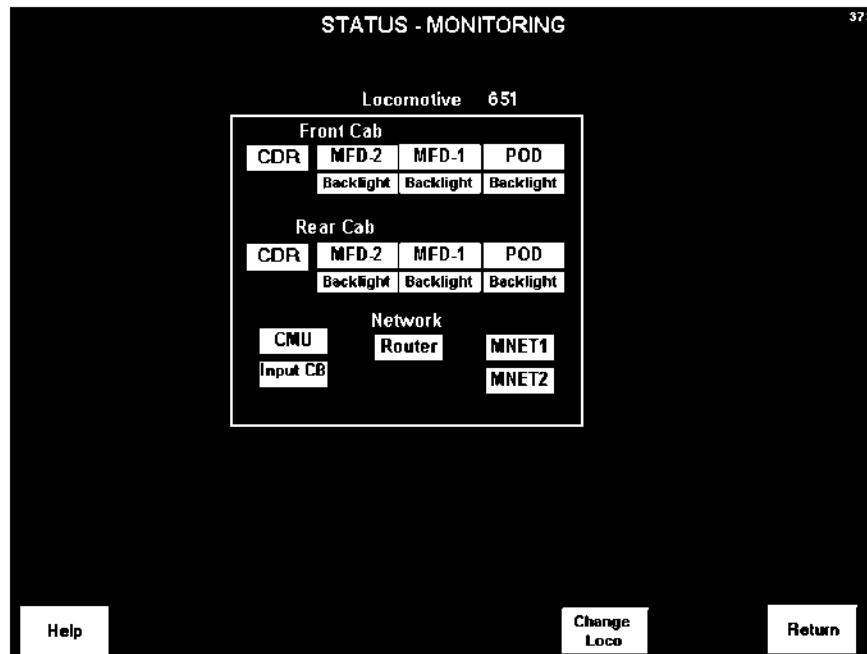 STATUS - MONITORING
Locomotive 651
Front Cab
CDR MFD-2 MFD-1 POD
Backlight Backlight Backlight
Rear Cab
CDR MFD-2 MFD-1 POD
Backlight Backlight Backlight
Network
CMU Router MNET1
Input CB MNET2
Help Change Loco Return